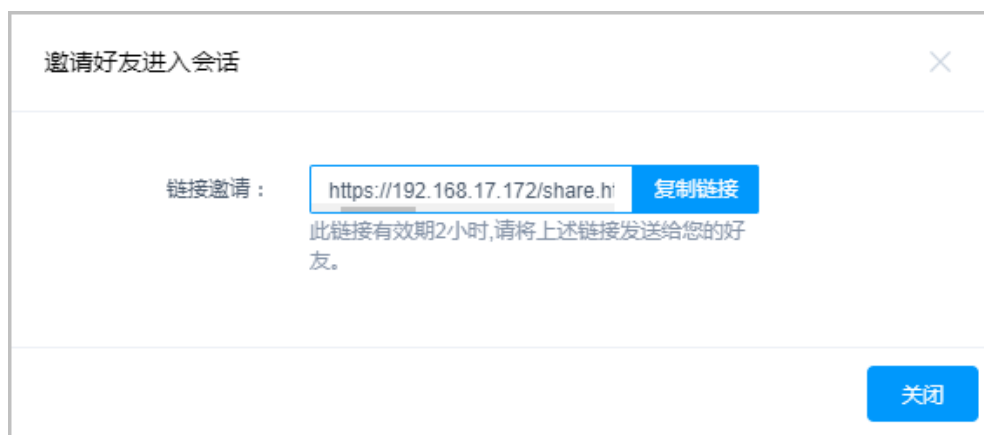 邀请好友进入会话
链接邀请：
https://192.168.17.172/share.ht
复制链接
此链接有效期2小时,请将上述链接发送给您的好
友。
关闭